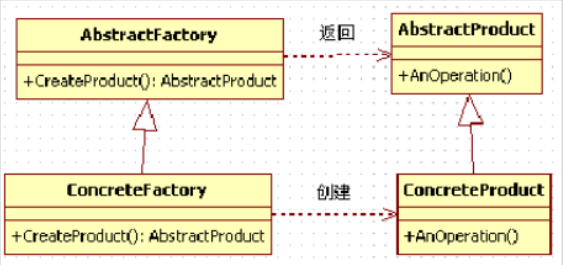 AbstractFactory
返回
AbstractProduct
+CreateProduct(): AbstractProduct
+AnOperation()
ConcreteFactory
创建
ConcreteProduct
+CreateProduct(): AbstractProduct
+AnOperation()